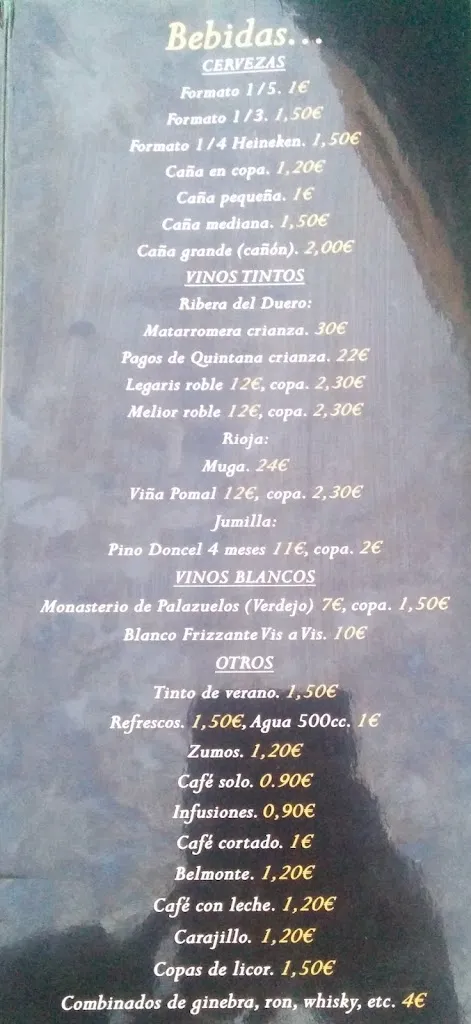 Bebidas...
CERVEZAS
Formato 1/5. 1€
Formato 1/3. 1,50€
Formato 1/4 Heineken. 1,50€
Caña en copa. 1,20€
Caña pequeña. 1€
Caña mediana. 1,50€
Caña grande (cañón). 2,00€
VINOS TINTOS
Ribera del Duero:
Matarromera crianza. 30€
Pagos de Quintana crianza. 22€
Legaris roble 12€, copa. 2,30€
Melior roble 12€, copa. 2,30€
Rioja:
Muga. 24€
Viña Pomal 12€, copa. 2,30€
Jumilla:
Pino Doncel 4 meses 11€, copa. 2€
VINOS BLANCOS
Monasterio de Palazuelos (Verdejo) 7€, copa. 1,50€
Blanco Frizzante Vis a Vis. 10€
OTROS
Tinto de verano. 1,50€
Refrescos. 1,50€, Agua 500cc. 1€
Zumos. 1,20€
Café solo. 0.90€
Infusiones. 0,90€
Café cortado. 1€
Belmonte. 1,20€
Café con leche. 1,20€
Carajillo. 1,20€
Copas de licor. 1,50€
Combinados de ginebra, ron, whisky, etc. 4€